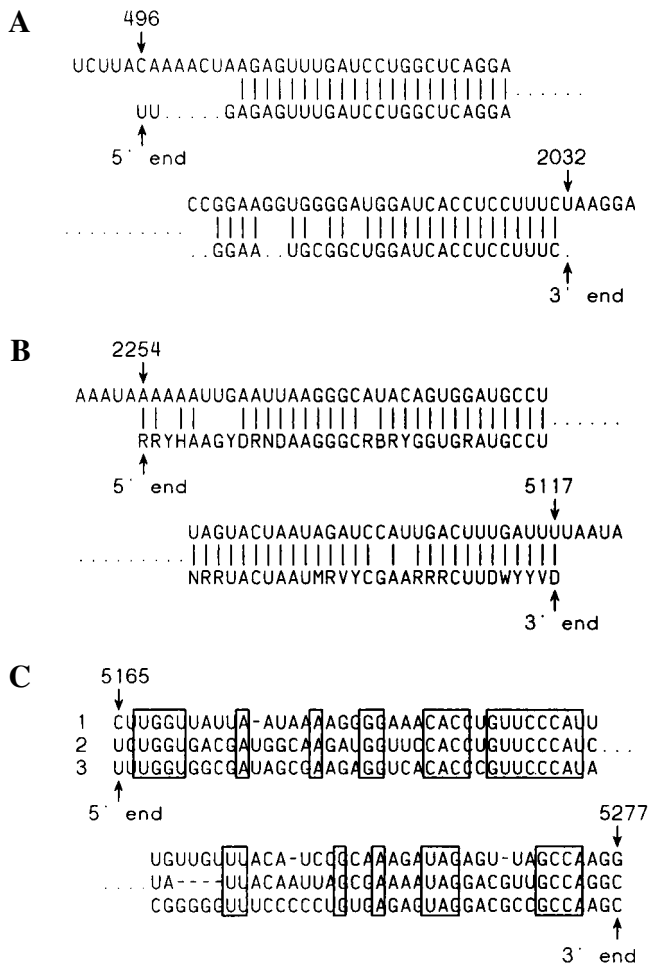 A
496
UCUUACAAAACUAAGAGUUUGAUCCUGGCUCAGGA
......
UU.....GAGAGUUUGAUCCUGGCUCAGGA
5' end
2032
CCGGAAGGUGGGGAUGGAUCACCUCCUUUCUAAGGA
..........
..GGAA..UGCGGCUGGAUCACCUCCUUUC.
3' end
B
2254
AAAUAAAAAAUUGAAUUAAGGGCAUACAGUGGAUGCCU
......
RRYHAAGYDRNDAAGGGCRBRYGGUGRAUGCCU
5' end
5117
UAGUACUAAUAGAUCCAUUGACUUUGAUUUUAAUA
.........
NRRUACUAAUMRVYCGAARRRCUUDWYYVD
3' end
C
5165
1 CUUGGUUAUUA-AUAAAAGGGGAAACACCUGUUCCCAUU
2 UCUGGUGACGAUGGCAAGAUGGUUCCACCUGUUCCCAUC...
3 UUUGGUGGCGAUAGCGAAGAGGUCACACCCGUUCCCAUA
5' end
5277
UGUUGUUUACA-UCCGCAAAGAUAGAGU-UAGCCAAGG
....UA----UUACAAUUAGCGAAAAUAGGACGUUGCCAGGC
CGGGGGUUUCCCCCUGUGAGAGUAGGACGCCGCCAAGC
3' end